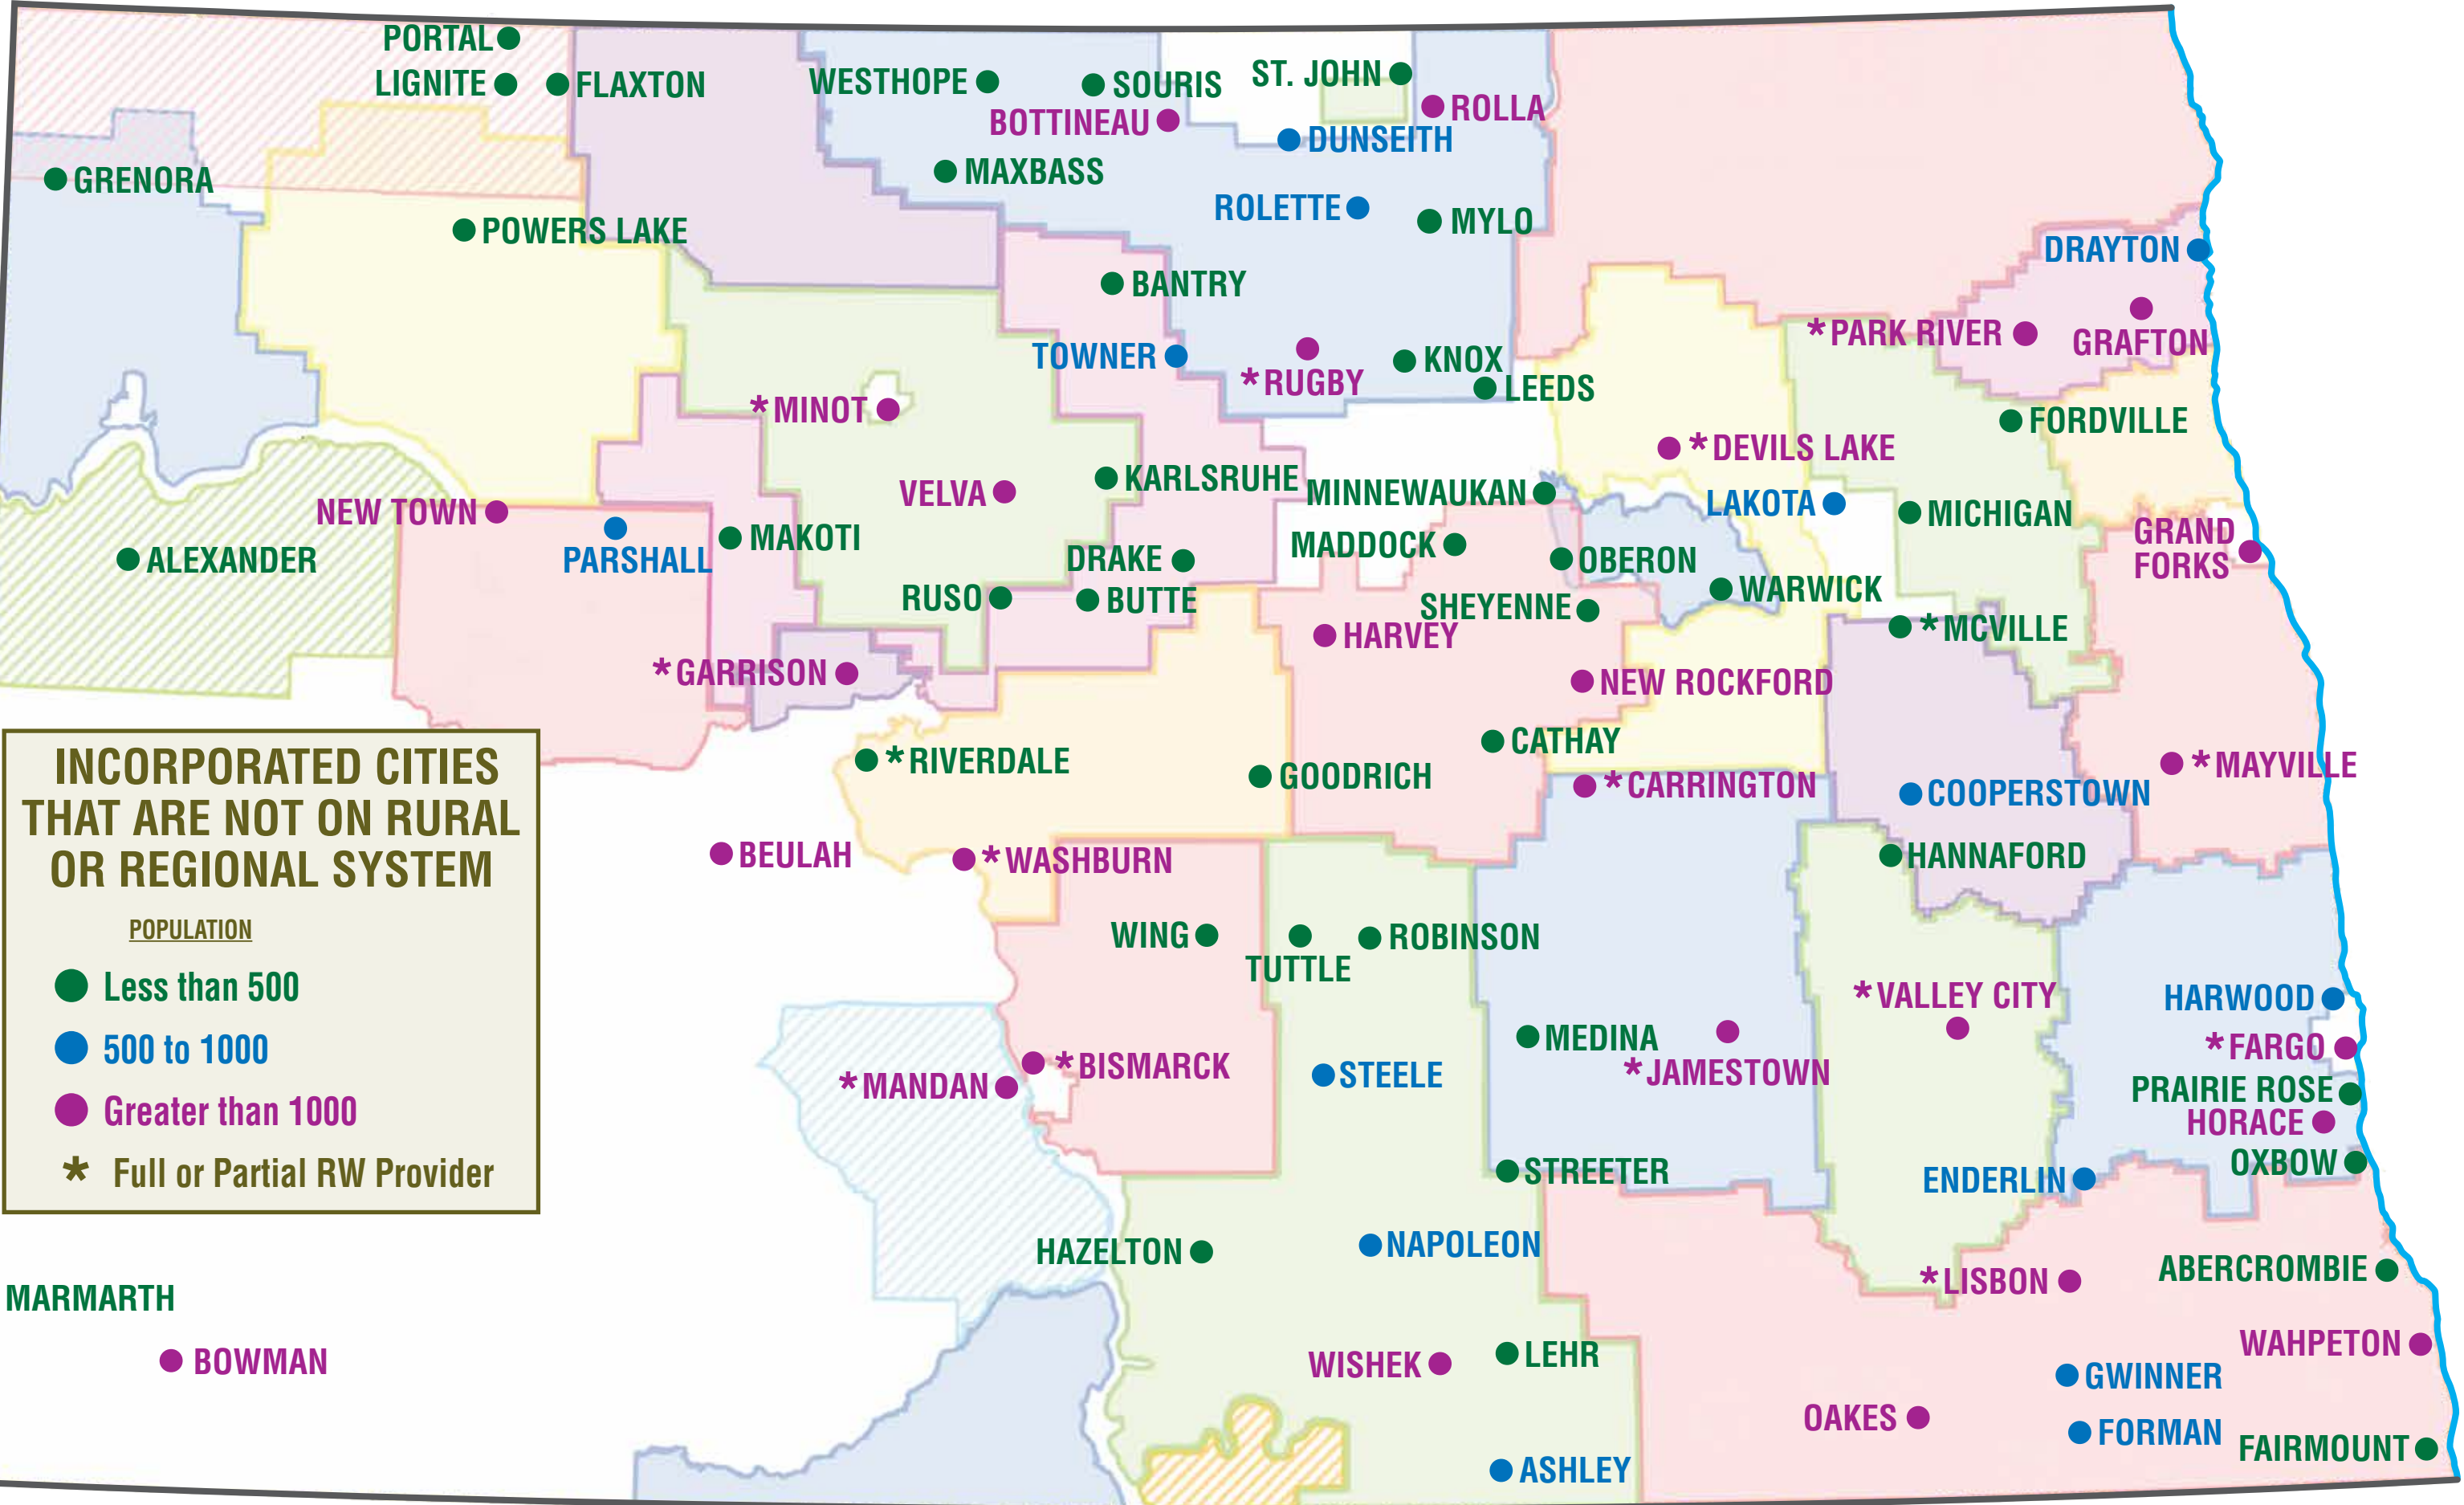 PORTAL
LIGNITE
FLAXTON
WESTHOPE
SOURIS
ST. JOHN
BOTTINEAU
ROLLA
DUNSEITH
GRENORA
MAXBASS
ROLETTE
MYLO
POWERS LAKE
DRAYTON
BANTRY
*PARK RIVER
GRAFTON
TOWNER
*RUGBY
KNOX
LEEDS
*MINOT
FORDVILLE
*DEVILS LAKE
VELVA
KARLSRUHE
MINNEWAUKAN
LAKOTA
MICHIGAN
NEW TOWN
PARSHALL
MAKOTI
DRAKE
MADDOCK
OBERON
GRAND
FORKS
ALEXANDER
RUSO
BUTTE
SHEYENNE
WARWICK
HARVEY
*MCVILLE
*GARRISON
NEW ROCKFORD
*RIVERDALE
GOODRICH
CATHAY
*CARRINGTON
COOPERSTOWN
*MAYVILLE
BEULAH
*WASHBURN
HANNAFORD
WING
TUTTLE
ROBINSON
*VALLEY CITY
HARWOOD
MEDINA
*JAMESTOWN
*FARGO
*MANDAN
*BISMARCK
STEELE
PRAIRIE ROSE
HORACE
STREETER
ENDERLIN
OXBOW
HAZELTON
NAPOLEON
*LISBON
ABERCROMBIE
MARMARTH
BOWMAN
WISHEK
LEHR
WAHPETON
GWINNER
OAKES
FORMAN
FAIRMOUNT
ASHLEY
INCORPORATED CITIES
THAT ARE NOT ON RURAL
OR REGIONAL SYSTEM
POPULATION
Less than 500
500 to 1000
Greater than 1000
* Full or Partial RW Provider